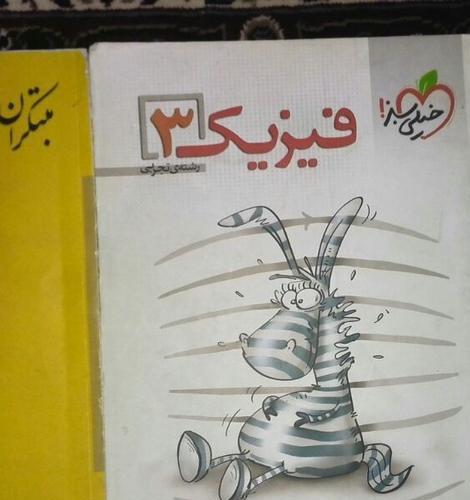 خیلی سبز!
فیزیک ۳
رشته‌ی تجربی
مبتکران